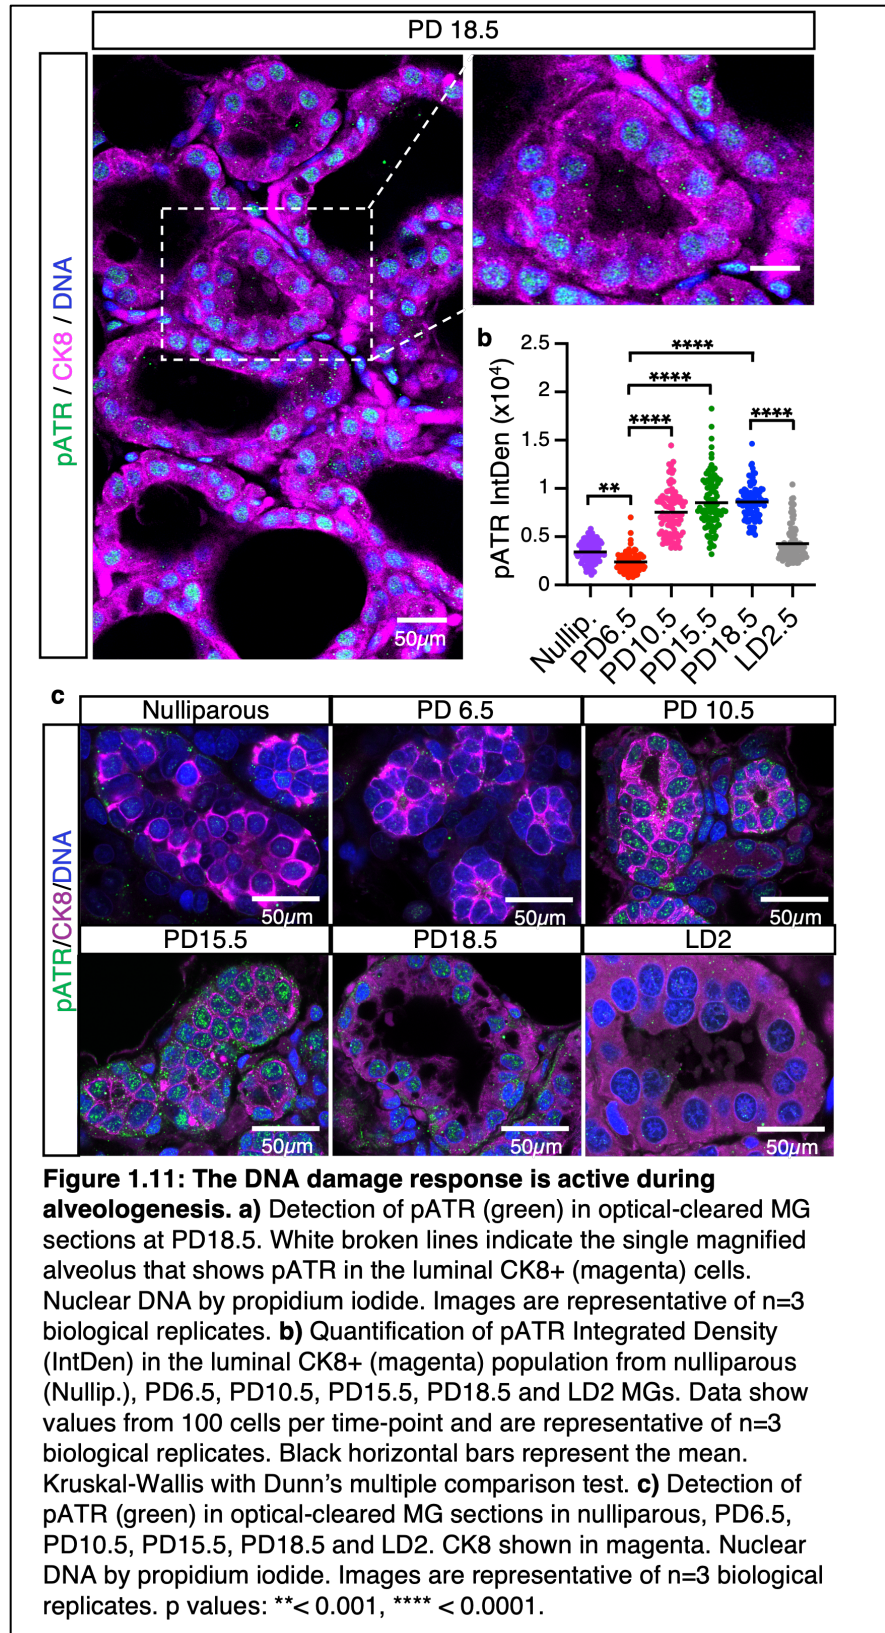 PD 18.5
pATR / CK8 / DNA
50µm
b
pATR IntDen (x10⁴)
2.5
2
1.5
1
0.5
0
****
****
****
****
**
Nullip.
PD6.5
PD10.5
PD15.5
PD18.5
LD2.5
c
pATR/CK8/DNA
Nulliparous
PD 6.5
PD 10.5
50µm
50µm
50µm
PD15.5
PD18.5
LD2
50µm
50µm
50µm
Figure 1.11: The DNA damage response is active during
alveologenesis. a) Detection of pATR (green) in optical-cleared MG
sections at PD18.5. White broken lines indicate the single magnified
alveolus that shows pATR in the luminal CK8+ (magenta) cells.
Nuclear DNA by propidium iodide. Images are representative of n=3
biological replicates. b) Quantification of pATR Integrated Density
(IntDen) in the luminal CK8+ (magenta) population from nulliparous
(Nullip.), PD6.5, PD10.5, PD15.5, PD18.5 and LD2 MGs. Data show
values from 100 cells per time-point and are representative of n=3
biological replicates. Black horizontal bars represent the mean.
Kruskal-Wallis with Dunn’s multiple comparison test. c) Detection of
pATR (green) in optical-cleared MG sections in nulliparous, PD6.5,
PD10.5, PD15.5, PD18.5 and LD2. CK8 shown in magenta. Nuclear
DNA by propidium iodide. Images are representative of n=3 biological
replicates. p values: **< 0.001, **** < 0.0001.